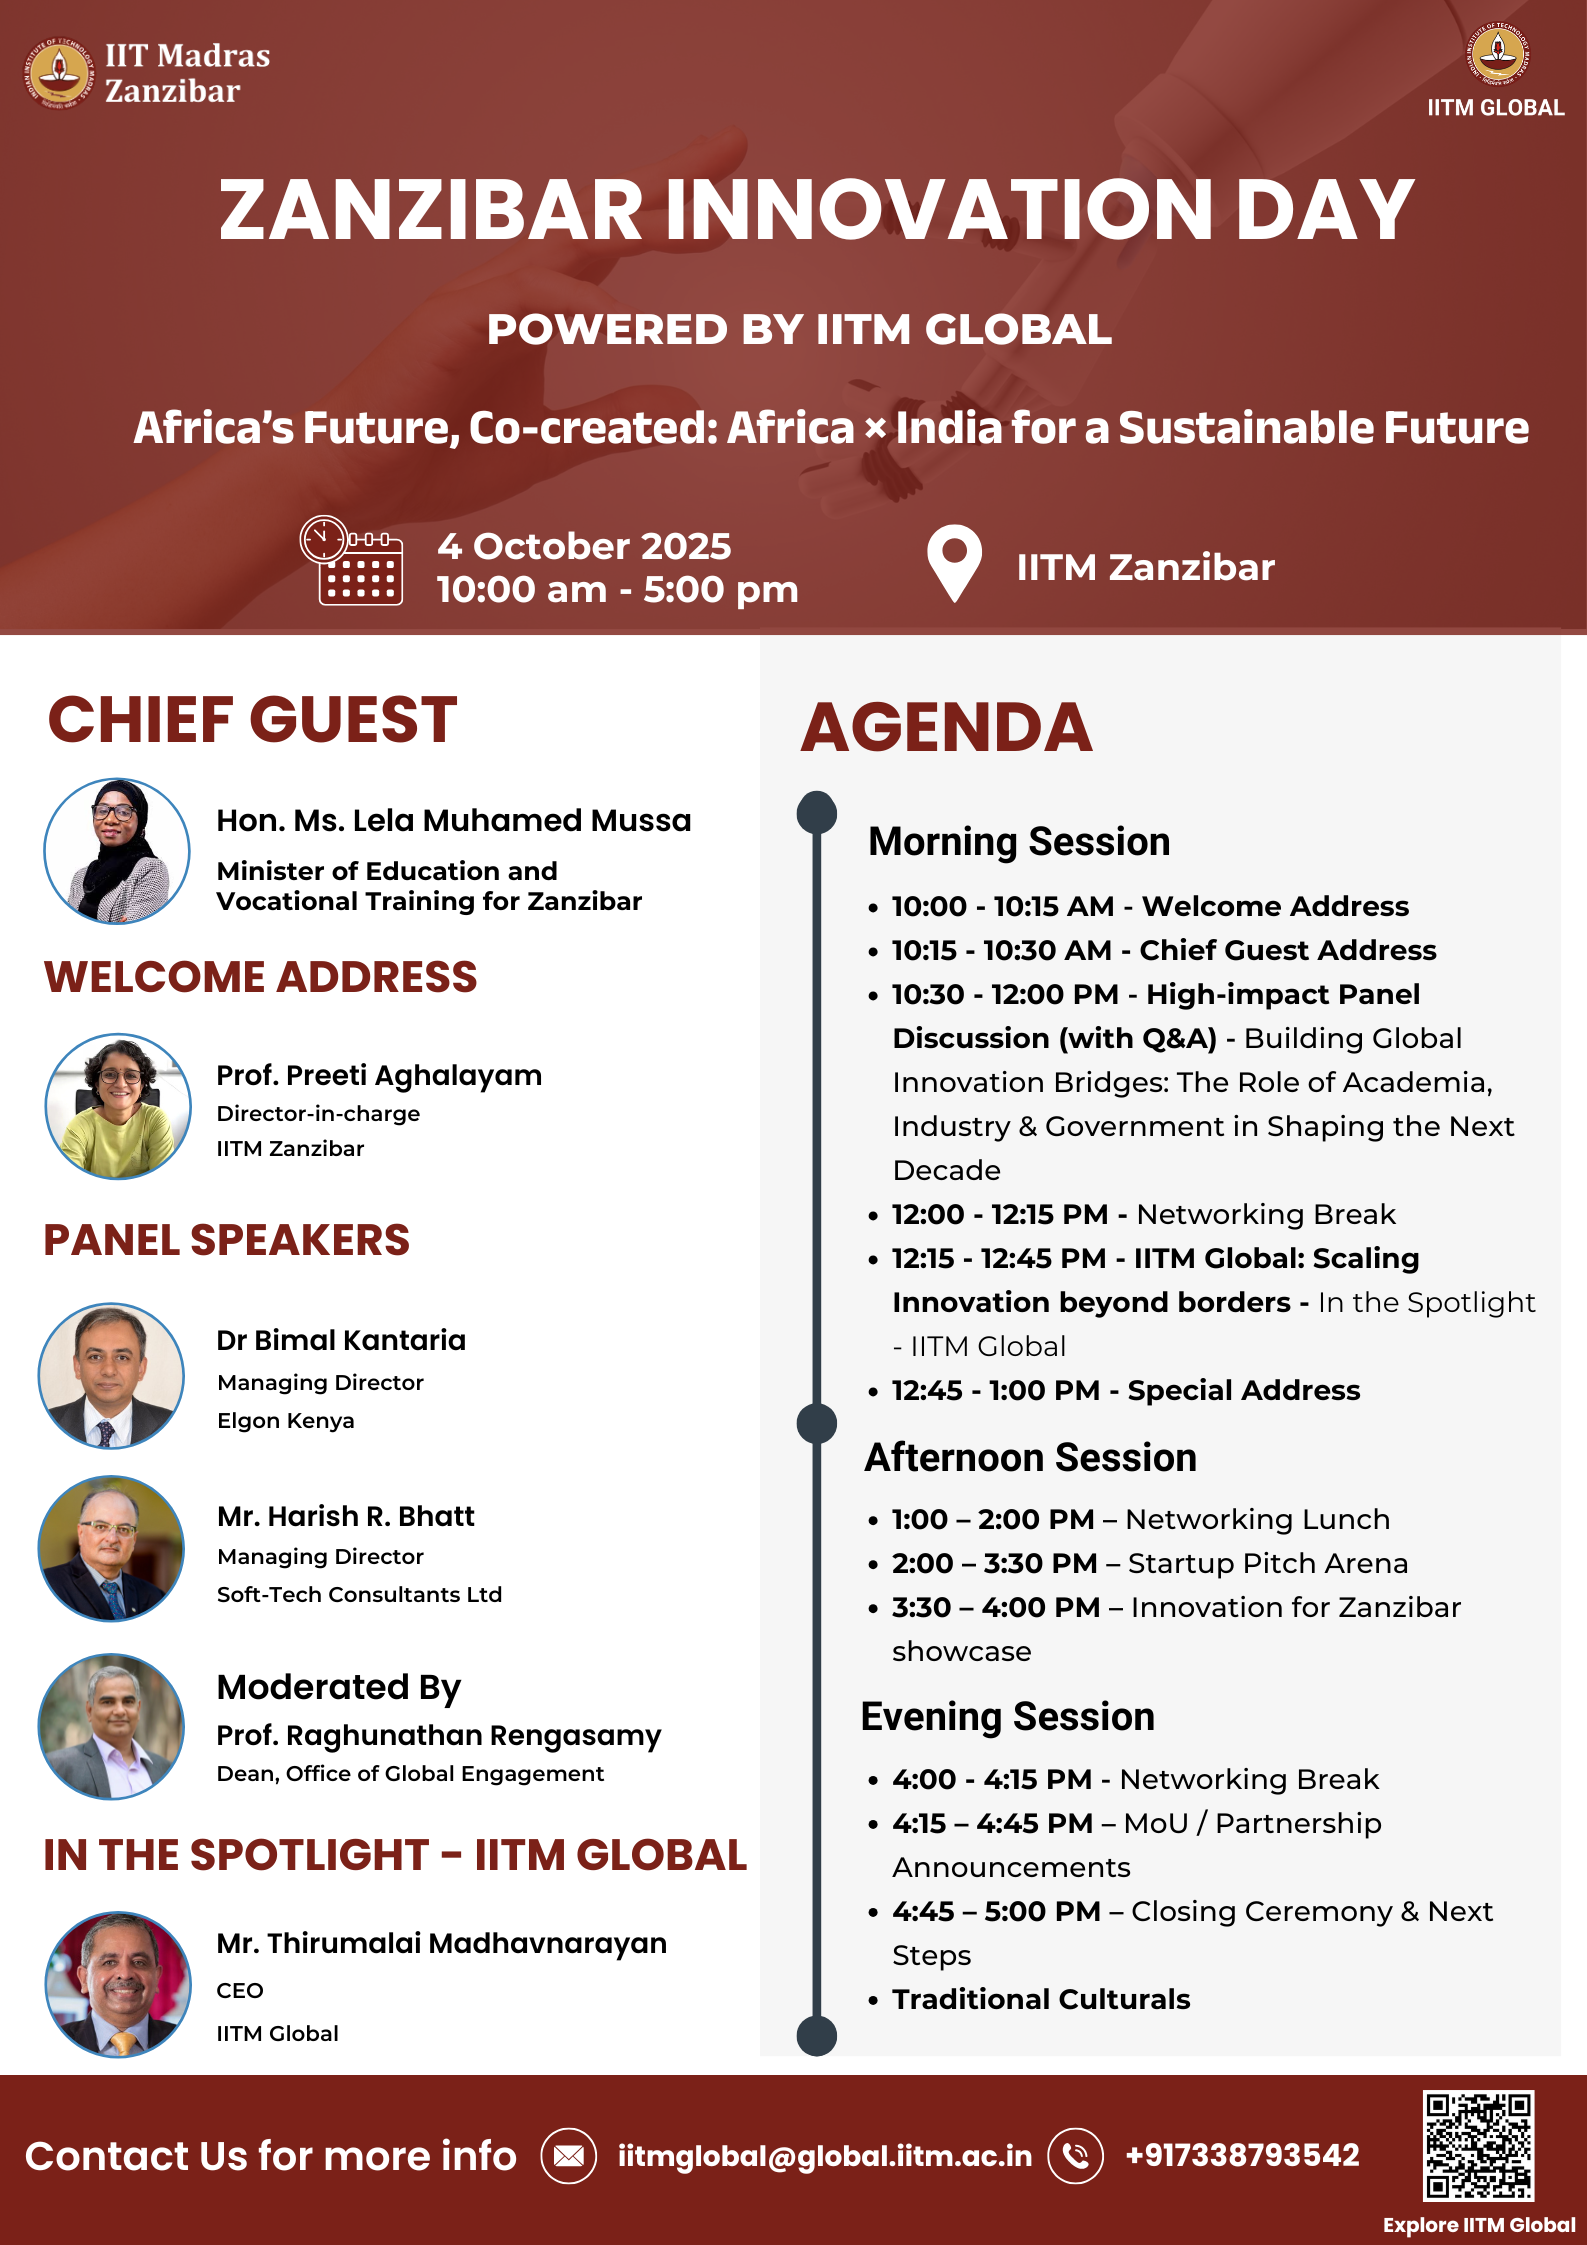 IIT Madras
Zanzibar
IITM GLOBAL
ZANZIBAR INNOVATION DAY
POWERED BY IITM GLOBAL
Africa’s Future, Co-created: Africa × India for a Sustainable Future
4 October 2025
10:00 am - 5:00 pm
IITM Zanzibar
CHIEF GUEST
Hon. Ms. Lela Muhamed Mussa
Minister of Education and
Vocational Training for Zanzibar
WELCOME ADDRESS
Prof. Preeti Aghalayam
Director-in-charge
IITM Zanzibar
PANEL SPEAKERS
Dr Bimal Kantaria
Managing Director
Elgon Kenya
Mr. Harish R. Bhatt
Managing Director
Soft-Tech Consultants Ltd
Moderated By
Prof. Raghunathan Rengasamy
Dean, Office of Global Engagement
IN THE SPOTLIGHT - IITM GLOBAL
Mr. Thirumalai Madhavnarayan
CEO
IITM Global
AGENDA
Morning Session
• 10:00 - 10:15 AM - Welcome Address
• 10:15 - 10:30 AM - Chief Guest Address
• 10:30 - 12:00 PM - High-impact Panel
Discussion (with Q&A) - Building Global
Innovation Bridges: The Role of Academia,
Industry & Government in Shaping the Next
Decade
• 12:00 - 12:15 PM - Networking Break
• 12:15 - 12:45 PM - IITM Global: Scaling
Innovation beyond borders - In the Spotlight
- IITM Global
• 12:45 - 1:00 PM - Special Address
Afternoon Session
• 1:00 – 2:00 PM – Networking Lunch
• 2:00 – 3:30 PM – Startup Pitch Arena
• 3:30 – 4:00 PM – Innovation for Zanzibar
showcase
Evening Session
• 4:00 - 4:15 PM - Networking Break
• 4:15 – 4:45 PM – MoU / Partnership
Announcements
• 4:45 – 5:00 PM – Closing Ceremony & Next
Steps
• Traditional Culturals
Contact Us for more info
iitmglobal@global.iitm.ac.in
+917338793542
Explore IITM Global